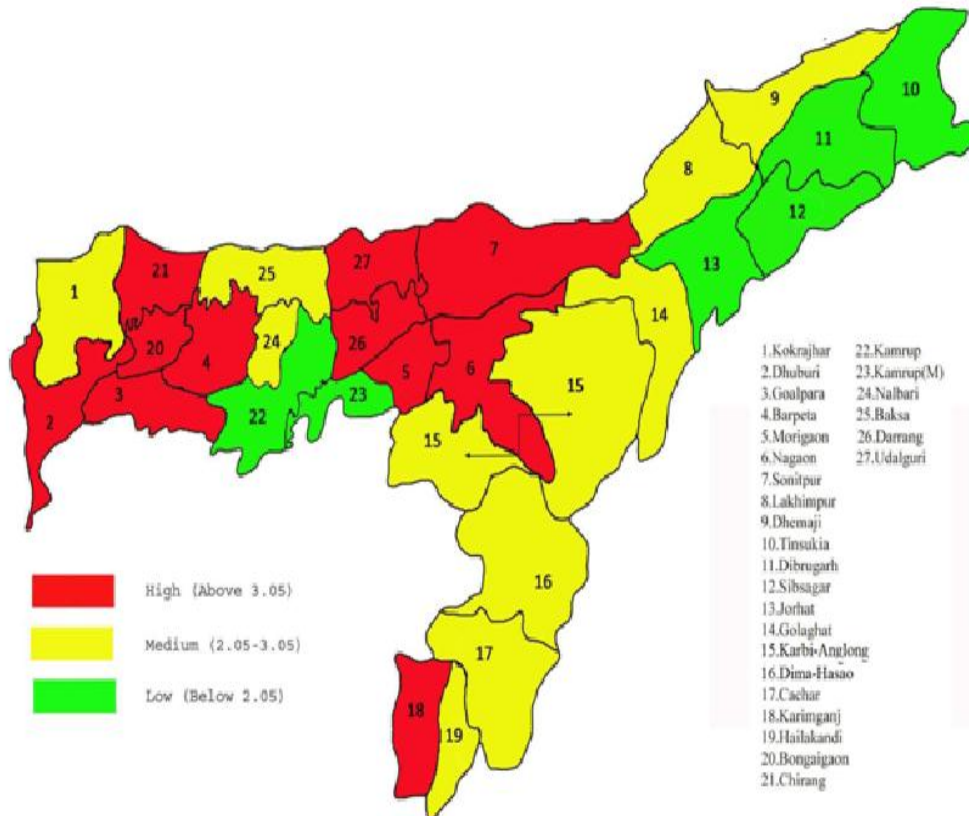 10
9
11
8
12
7
27
21
13
25
1
14
24
20
26
4
6
5
15
3
23
22
2
15
16
17
18
19
1.Kokrajhar 22.Kamrup
2.Dhuburi 23.Kamrup(M)
3.Goalpara 24.Nalbari
4.Barpeta 25.Baksa
5.Morigaon 26.Darrang
6.Nagaon 27.Udalguri
7.Sonitpur
8.Lakhimpur
9.Dhemaji
10.Tinsukia
11.Dibrugarh
12.Sibsagar
13.Jorhat
14.Golaghat
15.Karbi-Anglong
16.Dima-Hasao
17.Cachar
18.Karimganj
19.Hailakandi
20.Bongaigaon
21.Chirang
High (Above 3.05)
Medium (2.05-3.05)
Low (Below 2.05)